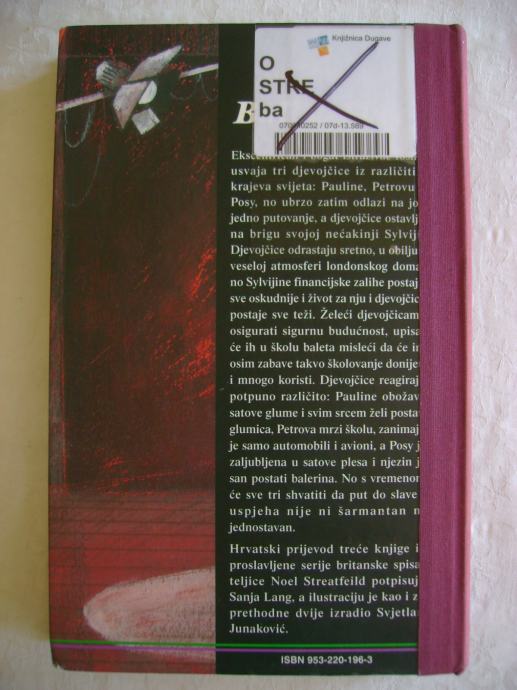 Knjižnica Dugave
O
STRE
ba
070040252 / 07d-13.589
B
usvaja tri djevojčice iz različiti
krajeva svijeta: Pauline, Petrovu
Posy, no ubrzo zatim odlazi na jo
jedno putovanje, a djevojčice ostavlj
na brigu svojoj nećakinji Sylvij
Djevojčice odrastaju sretno, u obilju
veseloj atmosferi londonskog doma
no Sylvijine financijske zalihe postaj
sve oskudnije i život za nju i djevojčic
postaje sve teži. Želeći djevojčicam
osigurati sigurnu budućnost, upisa
će ih u školu baleta misleći da će im
osim zabave takvo školovanje donije
i mnogo koristi. Djevojčice reagiraj
potpuno različito: Pauline obožav
satove glume i svim srcem želi posta
glumica, Petrova mrzi školu, zanimaj
je samo automobili i avioni, a Posy j
zaljubljena u satove plesa i njezin j
san postati balerina. No s vremenom
će sve tri shvatiti da put do slave
uspjeha nije ni šarmantan n
jednostavan.
Hrvatski prijevod treće knjige i
proslavljene serije britanske spisa
teljice Noel Streatfeild potpisuj
Sanja Lang, a ilustraciju je kao i z
prethodne dvije izradio Svjetla
Junaković.
ISBN 953-220-196-3